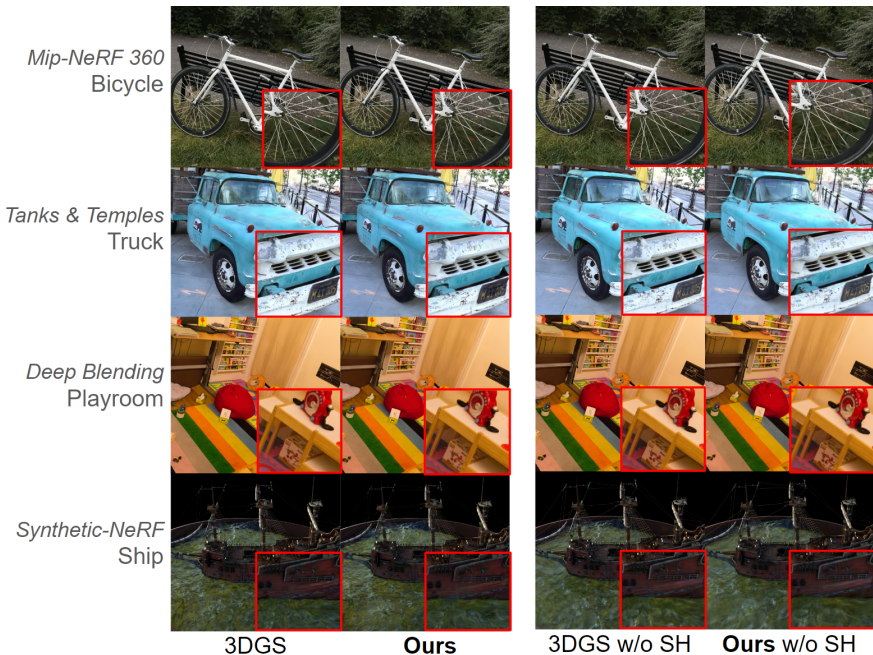 Mip-NeRF 360
Bicycle
Tanks & Temples
Truck
Deep Blending
Playroom
Synthetic-NeRF
Ship
3DGS
Ours
3DGS w/o SH
Ours w/o SH